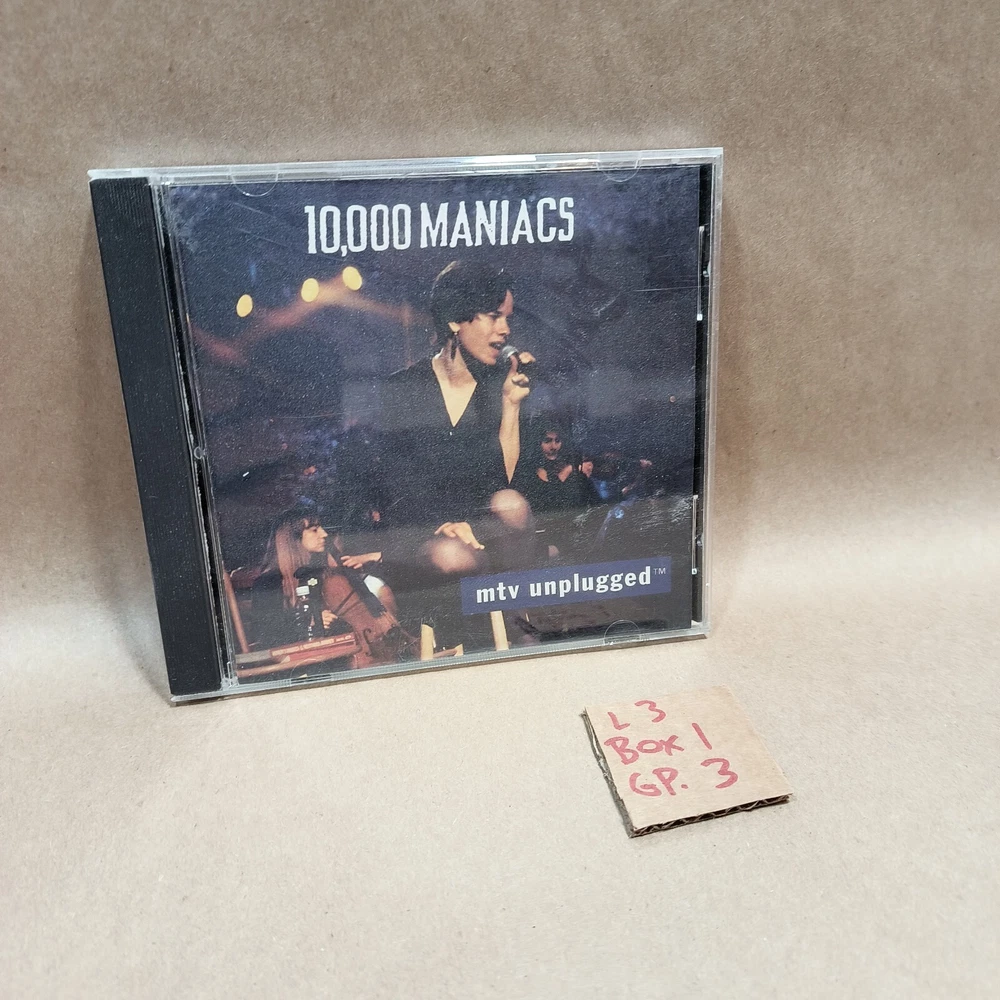 10,000 MANIACS
mtv unplugged™
L 3
BOX 1
GP. 3